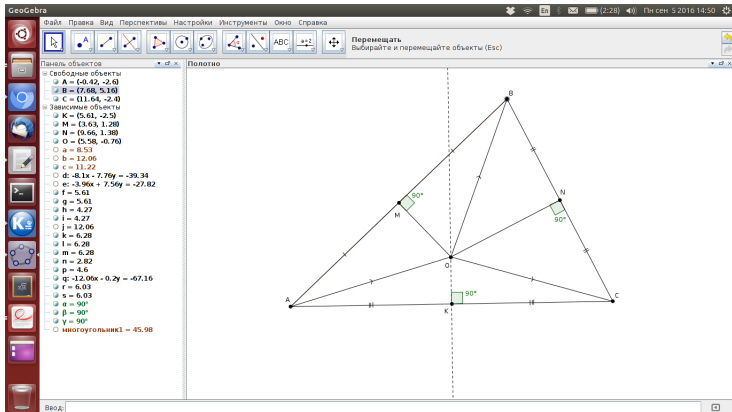 GeoGebra
En (2:28) Пн сен 5 2016 14:50
Файл Правка Вид Перспективы Настройки Инструменты Окно Справка
A ABC a=2 Перемещать
Выбирайте и перемещайте объекты (Esc)
Панель объектов
Свободные объекты
A = (-0.42, -2.6)
B = (7.68, 5.16)
C = (11.64, -2.4)
Зависимые объекты
K = (5.61, -2.5)
M = (3.63, 1.28)
N = (9.66, 1.38)
O = (5.58, -0.76)
a = 8.53
b = 12.06
c = 11.22
d: -8.1x - 7.76y = -39.34
e: -3.96x + 7.56y = -27.82
f = 5.61
g = 5.61
h = 4.27
i = 4.27
j = 12.06
k = 6.28
l = 6.28
m = 6.28
n = 2.82
p = 4.6
q: -12.06x - 0.2y = -67.16
r = 6.03
s = 6.03
α = 90°
β = 90°
γ = 90°
многоугольник1 = 45.98
Полотно
B
90°
N
M
90°
O
90°
A
C
K
Ввод: